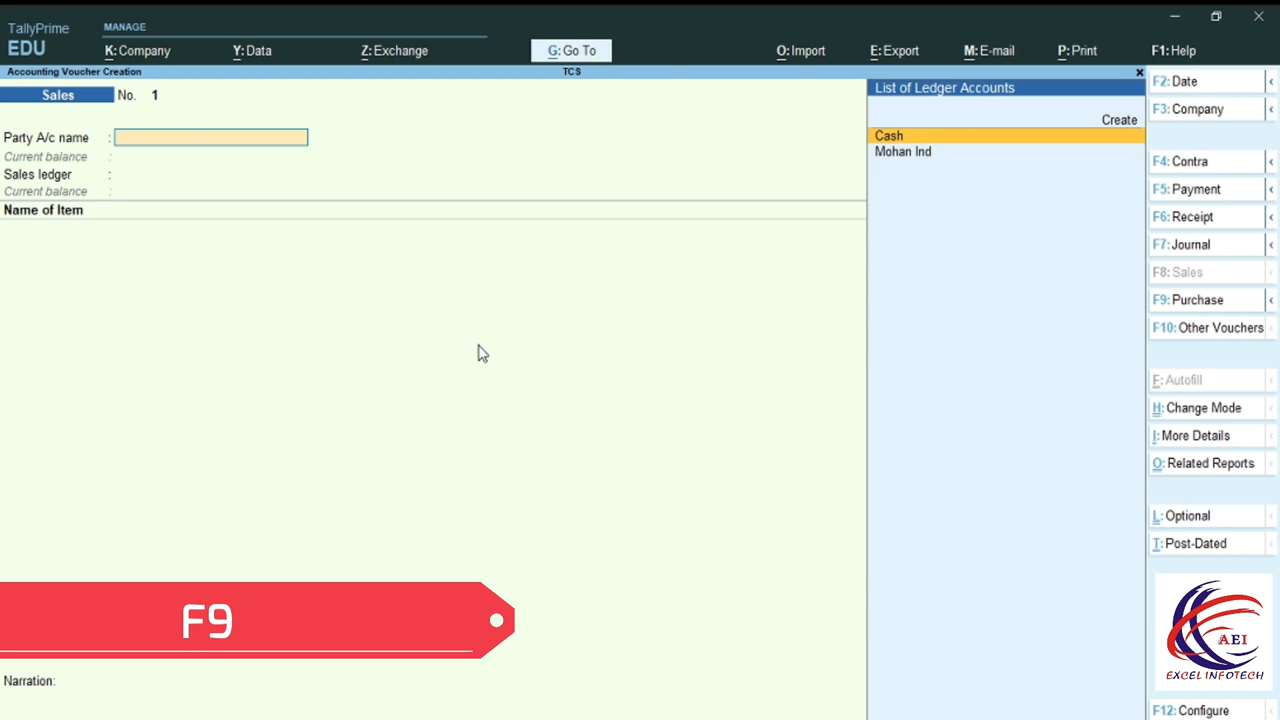 TallyPrime
EDU
MANAGE
K: Company
Y: Data
Z: Exchange
G: Go To
O: Import
E: Export
M: E-mail
P: Print
F1: Help
Accounting Voucher Creation
TCS
Sales No. 1
Party A/c name :
Current balance :
Sales ledger :
Current balance :
Name of Item
List of Ledger Accounts
Create
Cash
Mohan Ind
F2: Date
F3: Company
F4: Contra
F5: Payment
F6: Receipt
F7: Journal
F8: Sales
F9: Purchase
F10: Other Vouchers
F: Autofill
H: Change Mode
I: More Details
O: Related Reports
L: Optional
T: Post-Dated
AEI
EXCEL INFOTECH
F12: Configure
F9
Narration: